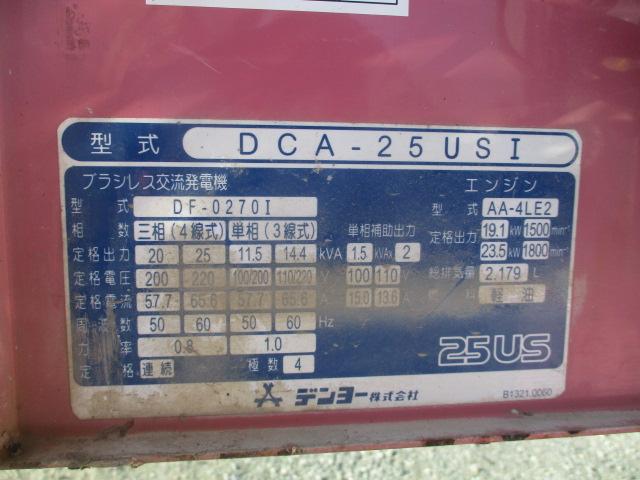 型式 DCA-25USI
ブラシレス交流発電機 エンジン
型式 DF-0270I 型式 AA-4LE2
相数 三相(4線式) 単相(3線式) 単相補助出力 定格出力 19.1 kW 1500 min⁻¹
定格出力 20 25 11.5 14.4 kVA 1.5 kVA× 2 23.5 kW 1800 min⁻¹
定格電圧 200 220 100/200 110/220 V 100 110 V 総排気量 2.179 L
定格電流 57.7 65.6 57.7 65.6 A 15.0 13.6 A 燃料 軽油
周波数 50 60 50 60 Hz
力率 0.8 1.0 25US
定格 連続 極数 4
デンヨー株式会社 B1321.0060